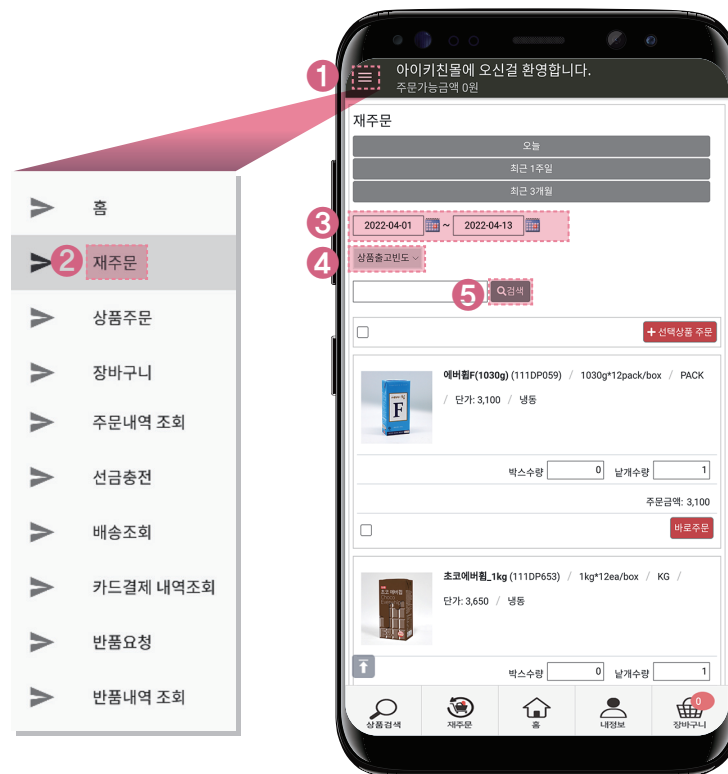 1
아이키친몰에 오신걸 환영합니다.
주문가능금액 0원
재주문
오늘
최근 1주일
최근 3개월
3
2022-04-01 ~ 2022-04-13
4
상품출고빈도
5
검색
+ 선택상품 주문
에버휩F(1030g) (111DP059) / 1030g*12pack/box / PACK
/ 단가: 3,100 / 냉동
F
박스수량 0 낱개수량 1
주문금액: 3,100
바로주문
초코에버휩_1kg (111DP653) / 1kg*12ea/box / KG /
단가: 3,650 / 냉동
초코 에버휩
박스수량 0 낱개수량 1
상품검색
재주문
홈
내정보
0
장바구니
홈
2
재주문
상품주문
장바구니
주문내역 조회
선금충전
배송조회
카드결제 내역조회
반품요청
반품내역 조회